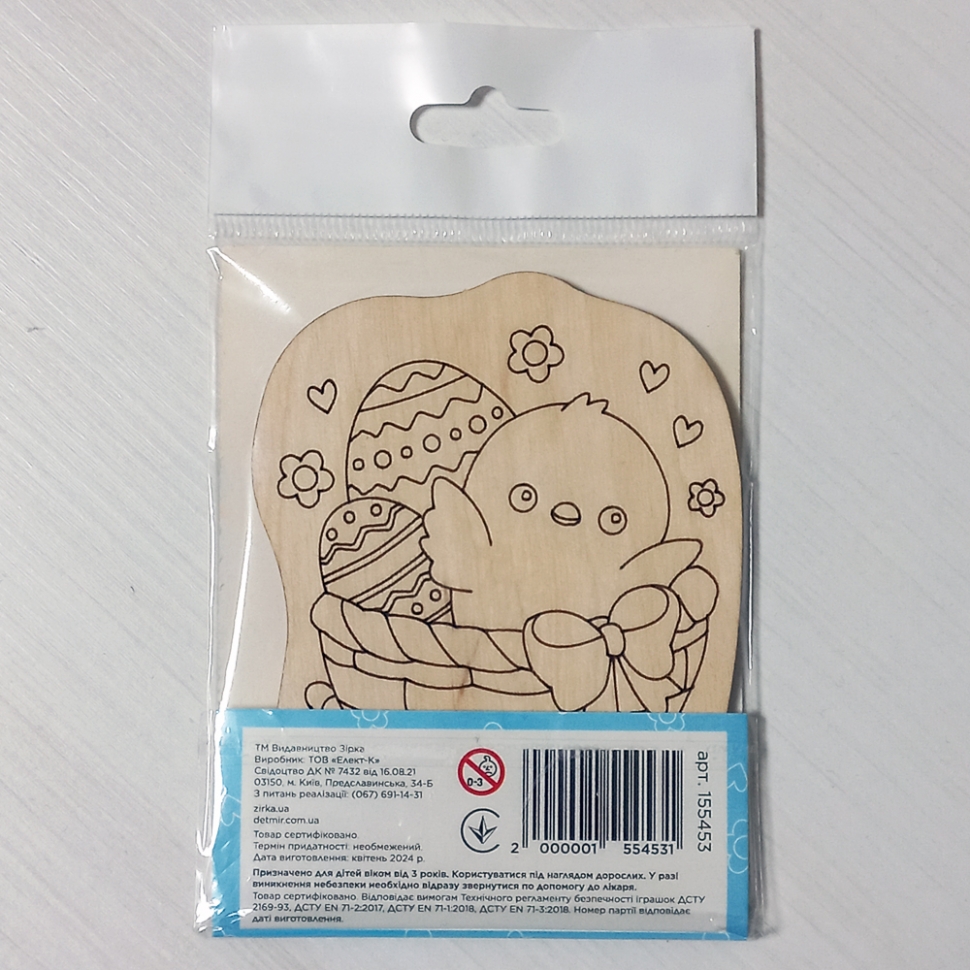 ТМ Видавництво Зірка
Виробник: ТОВ «Елект-К»
Свідоцтво ДК № 7432 від 16.08.21
03150, м. Київ, Предславинська, 34-Б
З питань реалізації: (067) 691-14-31
zirka.ua
detmir.com.ua
Товар сертифіковано.
Термін придатності: необмежений.
Дата виготовлення: квітень 2024 р.
0-3
2 000001 554531
арт. 155453
Призначено для дітей віком від 3 років. Користуватися під наглядом дорослих. У разі
виникнення небезпеки необхідно відразу звернутися по допомогу до лікаря.
Товар сертифіковано. Відповідає вимогам Технічного регламенту безпечності іграшок ДСТУ
2169-93, ДСТУ EN 71-2:2017, ДСТУ EN 71-1:2018, ДСТУ EN 71-3:2018. Номер партії відповідає
даті виготовлення.